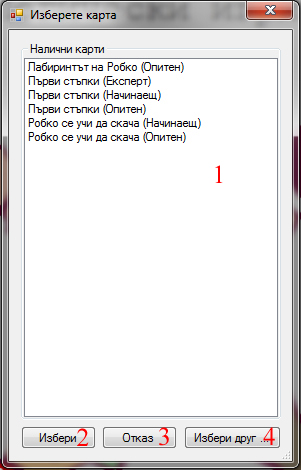 Изберете карта
Налични карти
Лабиринтът на Робко (Опитен)
Първи стъпки (Експерт)
Първи стъпки (Начинаещ)
Първи стъпки (Опитен)
Робко се учи да скача (Начинаещ)
Робко се учи да скача (Опитен)
1
Избери 2 Отказ 3 Избери друг ... 4